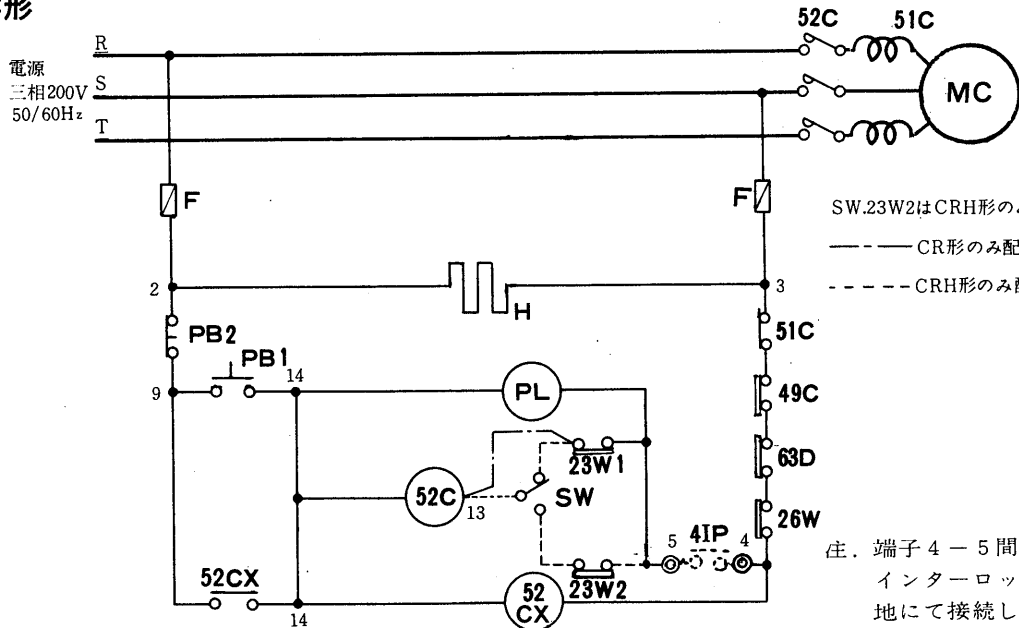 形
52C 51C
R
電源
三相200V S
50/60Hz
T
MC
F F
SW.23W2はCRH形の
CR形のみ配
CRH形のみ
2 3
H
PB2
51C
PB1
9 14
PL
49C
23W1
63D
52C
13
SW
26W
5 4IP 4
注. 端子4-5間
インターロッ
地にて接続し
52CX
23W2
52
CX
14